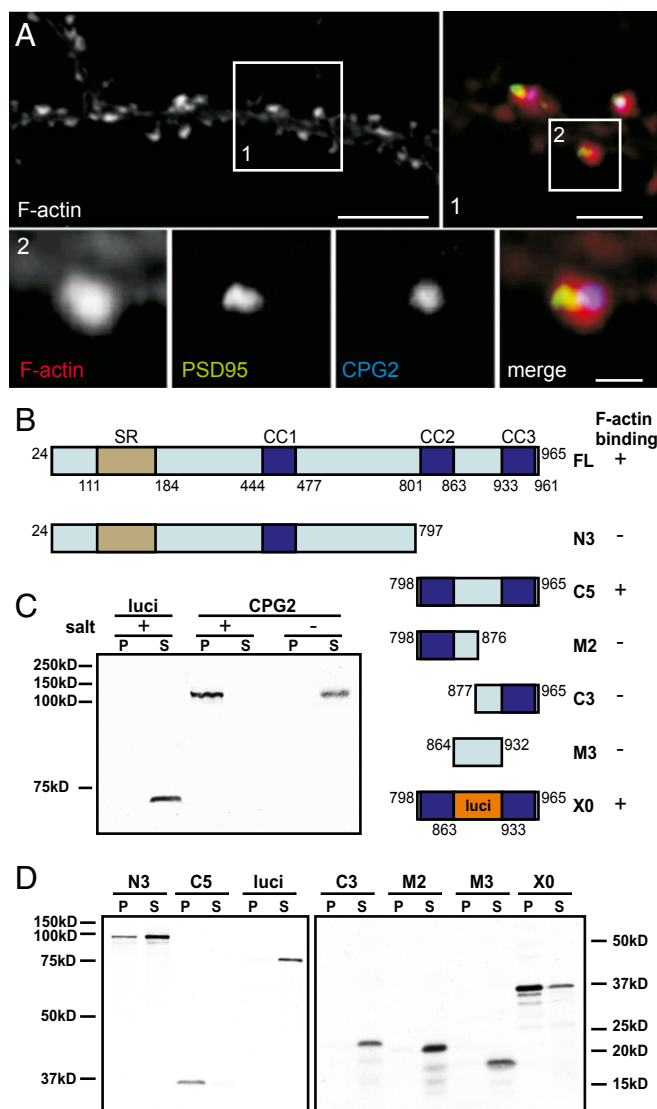 A
1
F-actin
2
1
2
F-actin
PSD95
CPG2
merge
B
SR
CC1
CC2
CC3
F-actin
binding
24
965
FL
+
111
184
444
477
801
863
933
961
24
797
N3
-
798
965
C5
+
798
876
M2
-
877
965
C3
-
864
932
M3
-
798
luci
965
X0
+
863
933
C
luci
CPG2
salt
+
+
-
P
S
P
S
P
S
250kD
150kD
100kD
75kD
D
N3
C5
luci
C3
M2
M3
X0
P
S
P
S
P
S
P
S
P
S
P
S
P
S
150kD
100kD
75kD
50kD
37kD
50kD
37kD
25kD
20kD
15kD